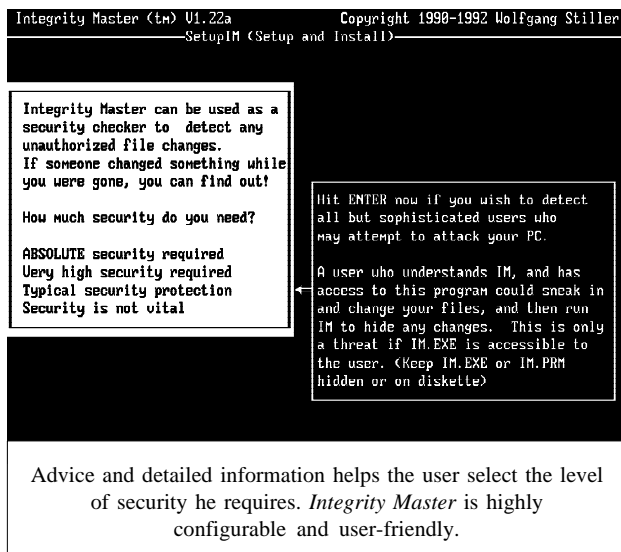 Integrity Master (tm) V1.22a Copyright 1990-1992 Wolfgang Stiller
SetupIM (Setup and Install)
Integrity Master can be used as a
security checker to detect any
unauthorized file changes.
If someone changed something while
you were gone, you can find out!
How much security do you need?
ABSOLUTE security required
Very high security required
Typical security protection
Security is not vital
Hit ENTER now if you wish to detect
all but sophisticated users who
may attempt to attack your PC.
A user who understands IM, and has
access to this program could sneak in
and change your files, and then run
IM to hide any changes. This is only
a threat if IM.EXE is accessible to
the user. (Keep IM.EXE or IM.PRM
hidden or on diskette)
Advice and detailed information helps the user select the level
of security he requires. Integrity Master is highly
configurable and user-friendly.